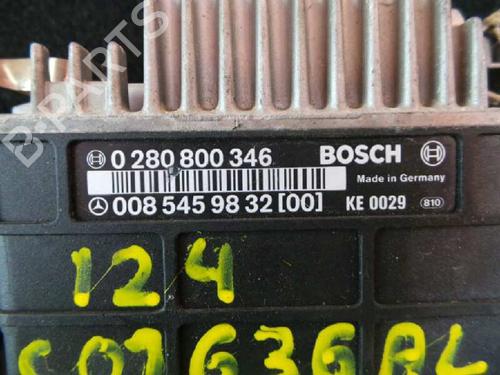 B-PARTS
0 280 800 346 BOSCH
Made in Germany
008 545 98 32 [00] KE 0029 810
124